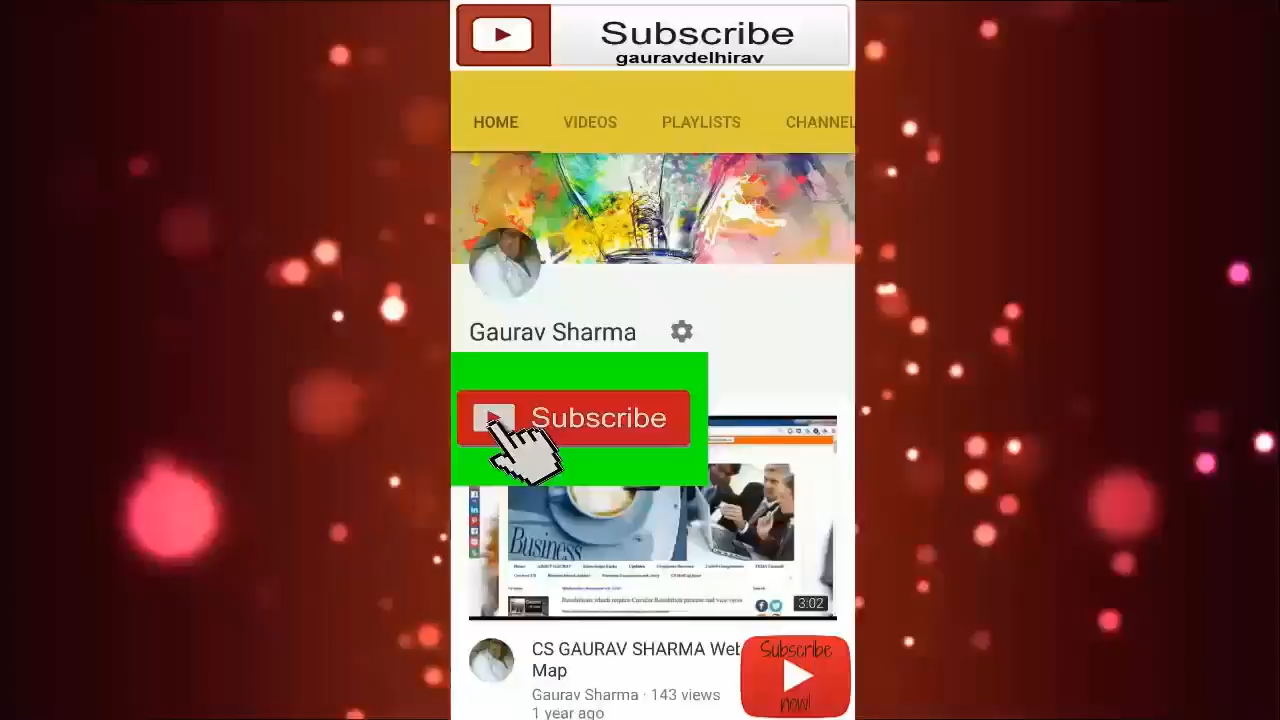 Subscribe
gauravdelhirav
HOME VIDEOS PLAYLISTS CHANNEL
Gaurav Sharma
Subscribe
Business
3:02
CS GAURAV SHARMA Web
Map
Gaurav Sharma · 143 views
1 year ago
Subscribe
now!